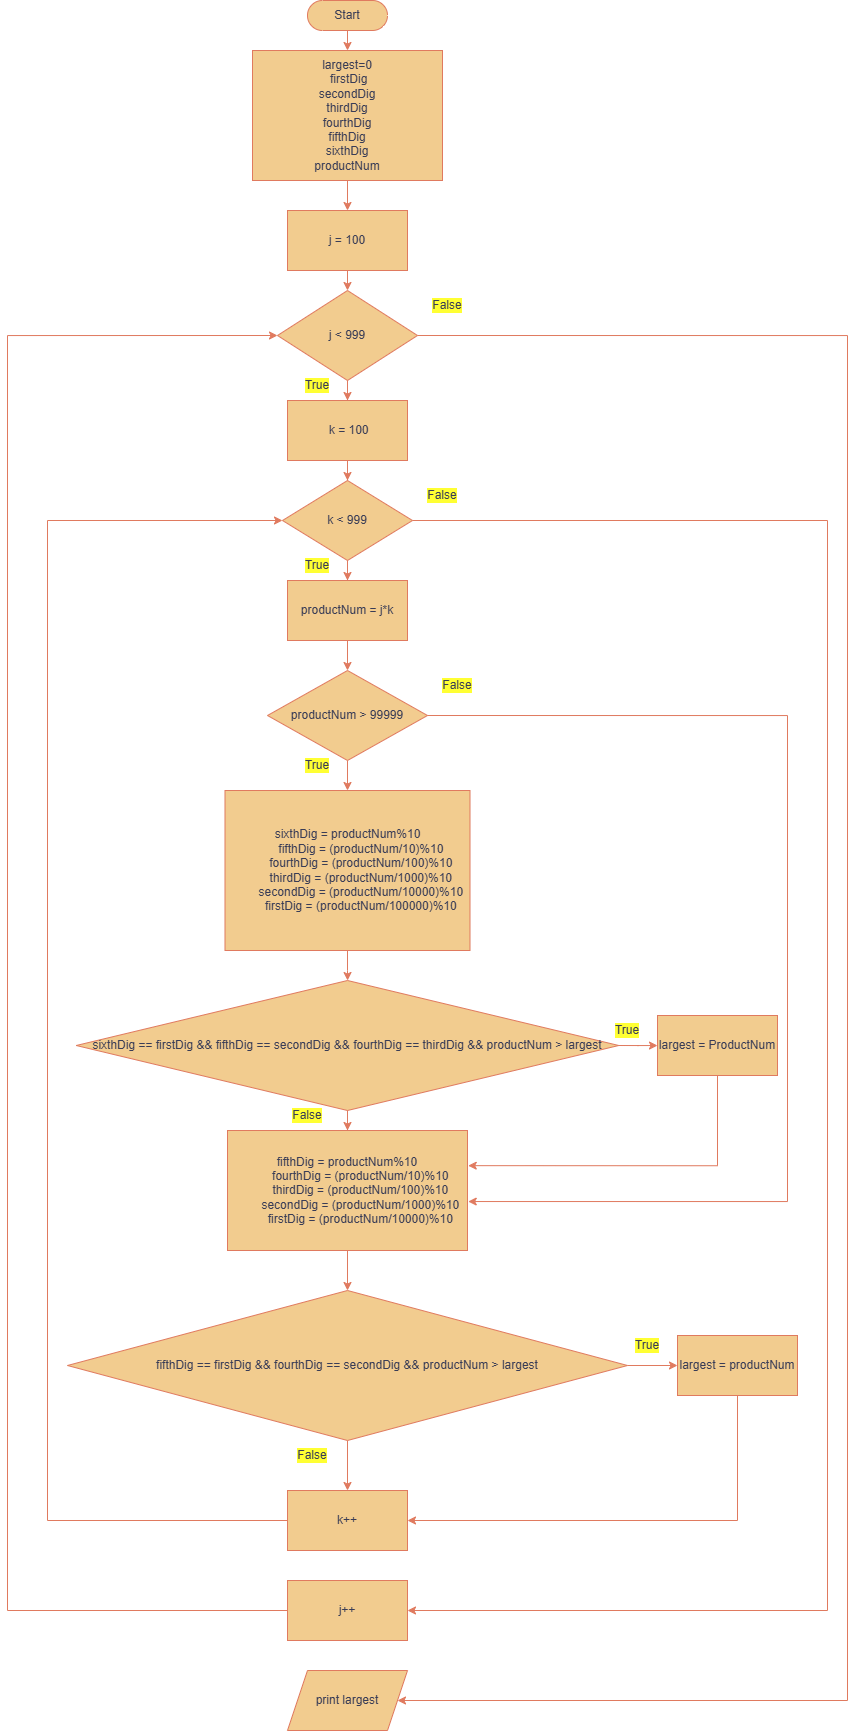 Start
largest=0
firstDig
secondDig
thirdDig
fourthDig
fifthDig
sixthDig
productNum
j = 100
False
j < 999
True
k = 100
False
k < 999
True
productNum = j*k
False
productNum > 99999
True
sixthDig = productNum%10
fifthDig = (productNum/10)%10
fourthDig = (productNum/100)%10
thirdDig = (productNum/1000)%10
secondDig = (productNum/10000)%10
firstDig = (productNum/100000)%10
True
sixthDig == firstDig && fifthDig == secondDig && fourthDig == thirdDig && productNum > largest
largest = ProductNum
False
fifthDig = productNum%10
fourthDig = (productNum/10)%10
thirdDig = (productNum/100)%10
secondDig = (productNum/1000)%10
firstDig = (productNum/10000)%10
True
fifthDig == firstDig && fourthDig == secondDig && productNum > largest
largest = productNum
False
k++
j++
print largest